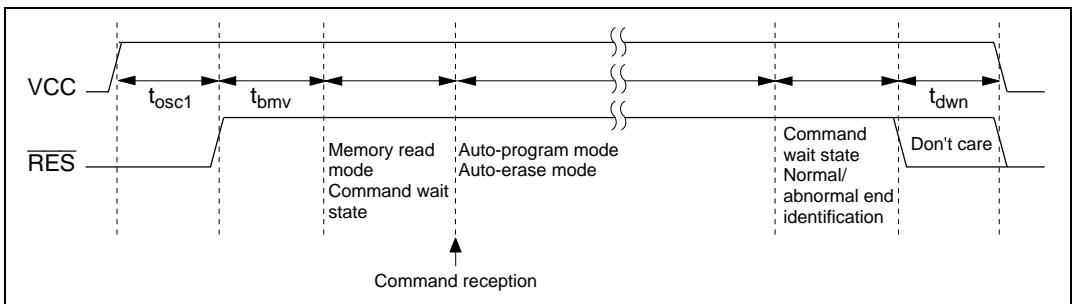 VCC
tosc1
tbmv
tdwn
RES
Memory read
mode
Command wait
state
Auto-program mode
Auto-erase mode
Command
wait state
Normal/
abnormal end
identification
Don't care
Command reception